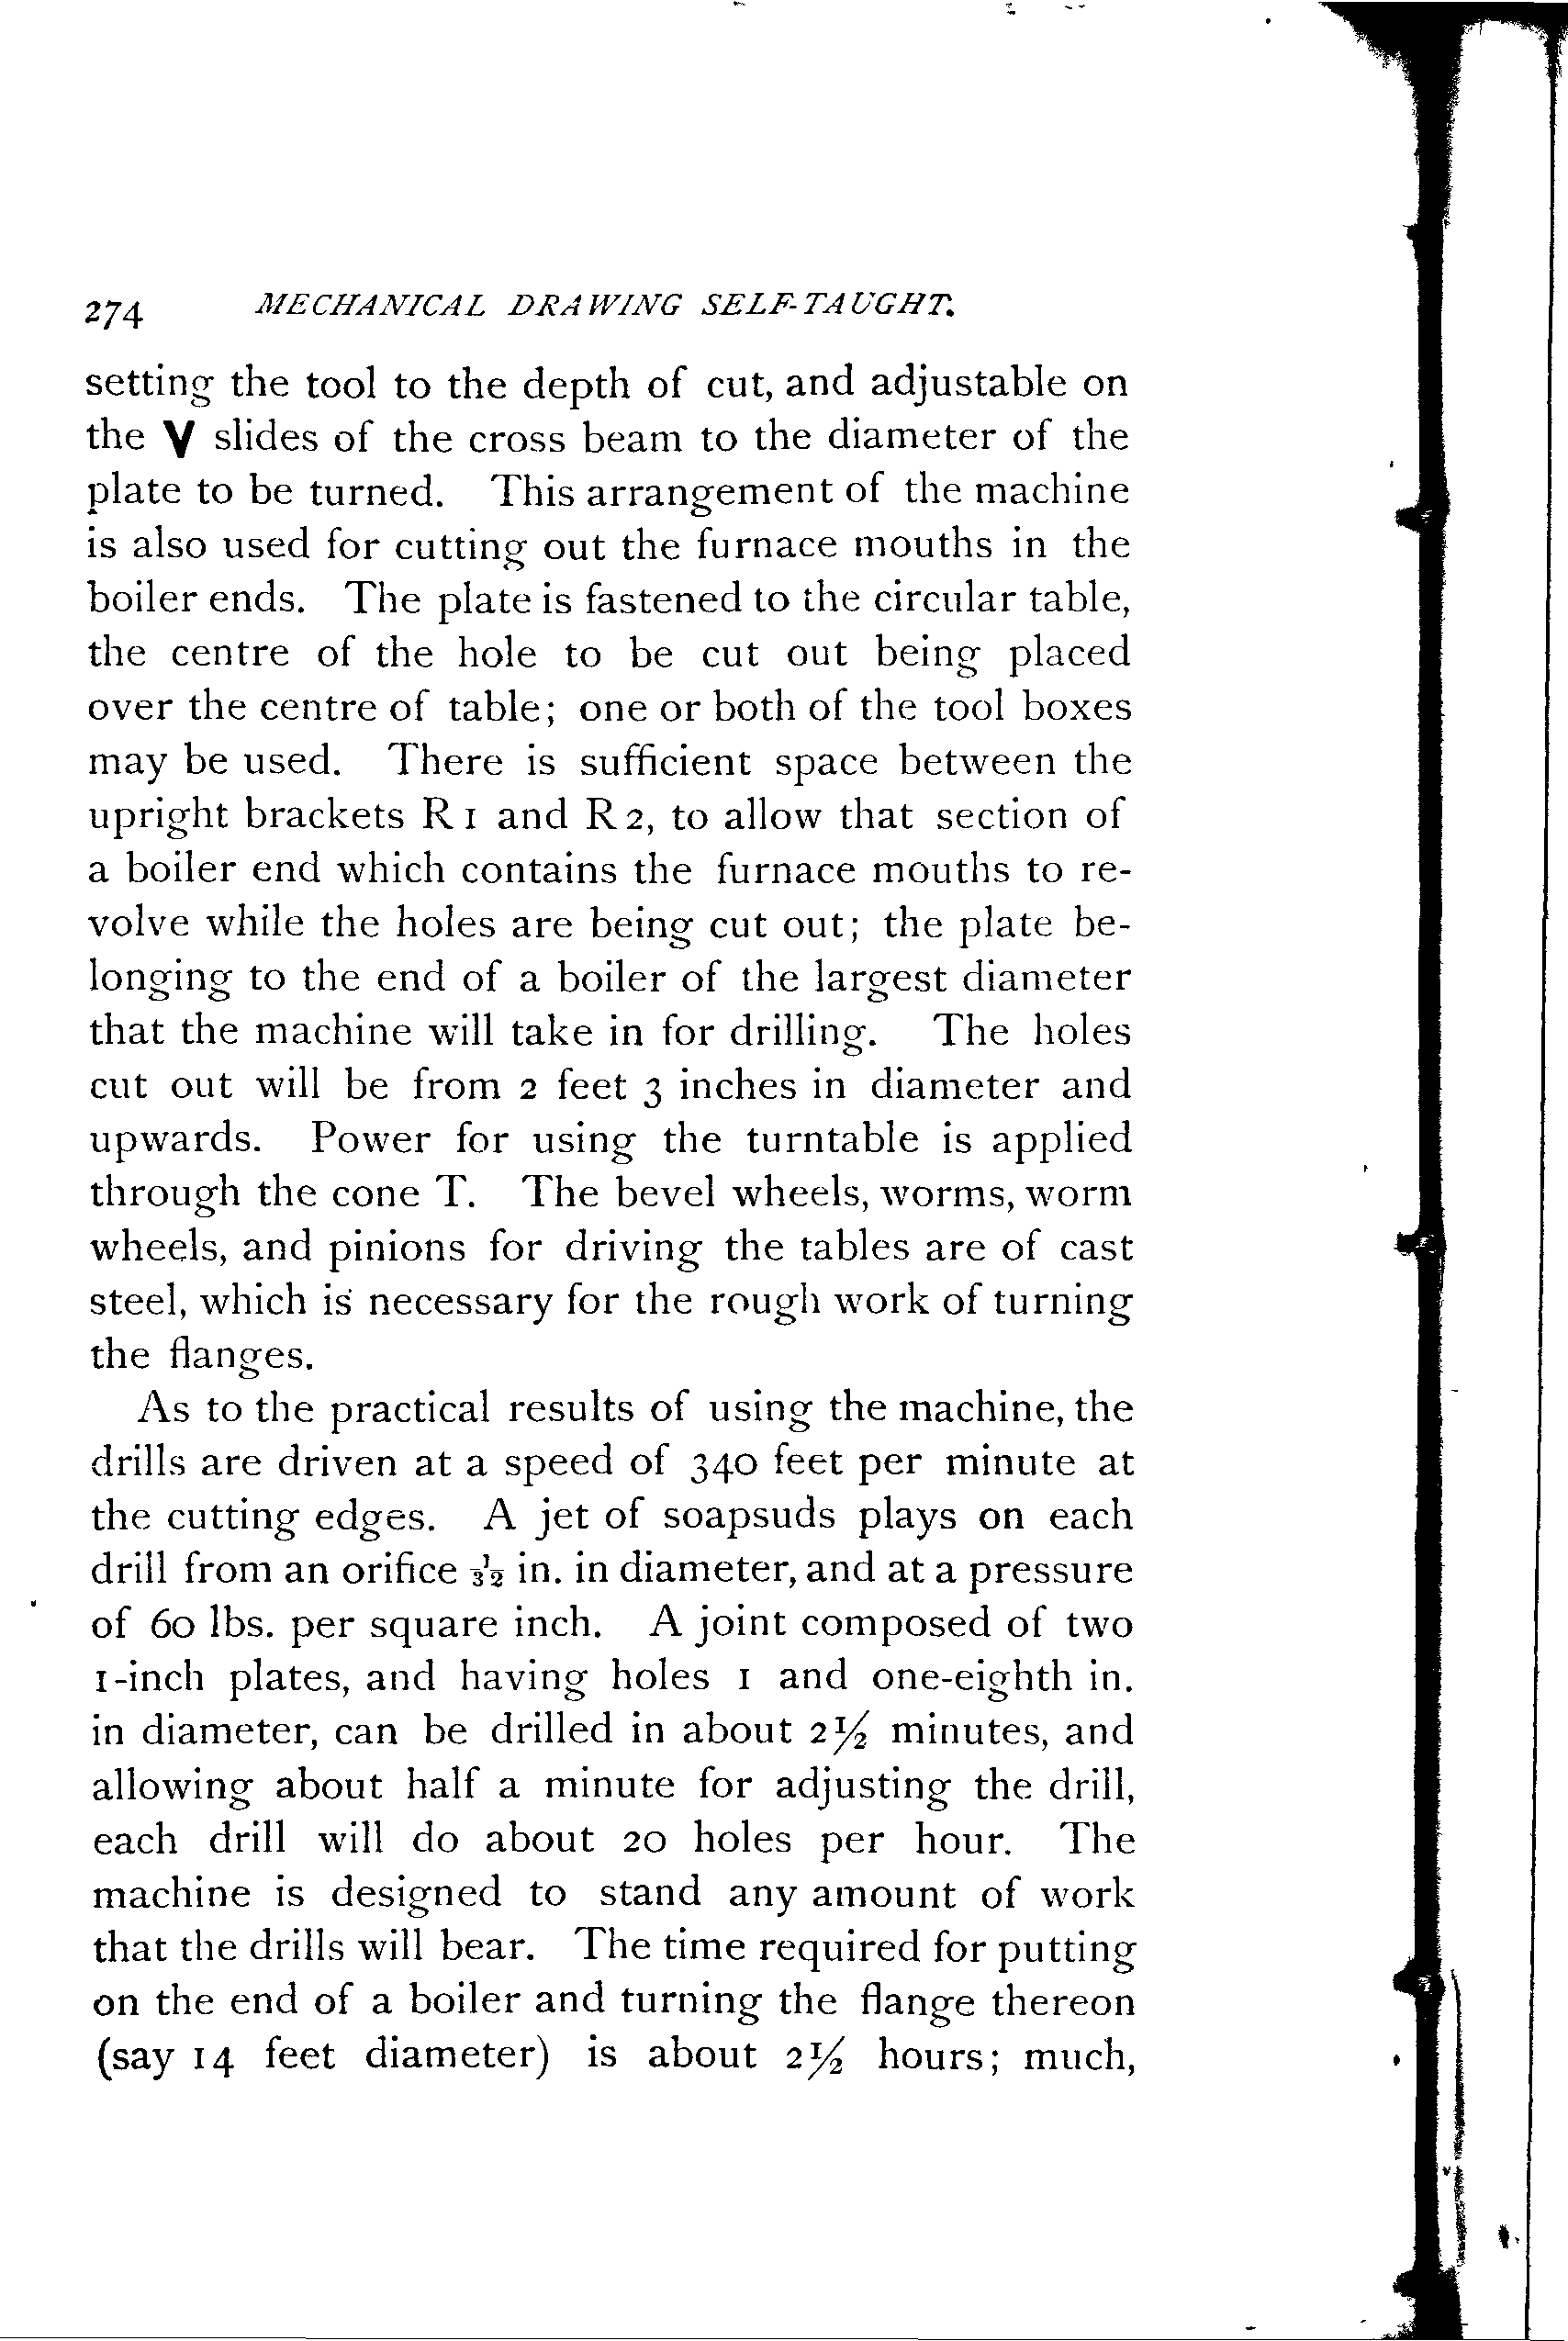 274 MECHANICAL DRAWING SELF-TAUGHT.
setting the tool to the depth of cut, and adjustable on
the V slides of the cross beam to the diameter of the
plate to be turned. This arrangement of the machine
is also used for cutting out the furnace mouths in the
boiler ends. The plate is fastened to the circular table,
the centre of the hole to be cut out being placed
over the centre of table; one or both of the tool boxes
may be used. There is sufficient space between the
upright brackets R 1 and R 2, to allow that section of
a boiler end which contains the furnace mouths to re-
volve while the holes are being cut out; the plate be-
longing to the end of a boiler of the largest diameter
that the machine will take in for drilling. The holes
cut out will be from 2 feet 3 inches in diameter and
upwards. Power for using the turntable is applied
through the cone T. The bevel wheels, worms, worm
wheels, and pinions for driving the tables are of cast
steel, which is necessary for the rough work of turning
the flanges.
As to the practical results of using the machine, the
drills are driven at a speed of 340 feet per minute at
the cutting edges. A jet of soapsuds plays on each
drill from an orifice 1/32 in. in diameter, and at a pressure
of 60 lbs. per square inch. A joint composed of two
1-inch plates, and having holes 1 and one-eighth in.
in diameter, can be drilled in about 2½ minutes, and
allowing about half a minute for adjusting the drill,
each drill will do about 20 holes per hour. The
machine is designed to stand any amount of work
that the drills will bear. The time required for putting
on the end of a boiler and turning the flange thereon
(say 14 feet diameter) is about 2½ hours; much,